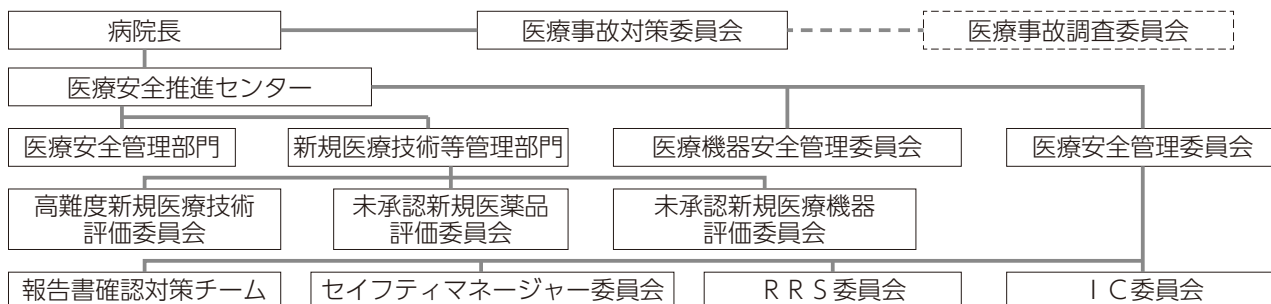 病院長
医療事故対策委員会
医療事故調査委員会
医療安全推進センター
医療安全管理部門
新規医療技術等管理部門
医療機器安全管理委員会
医療安全管理委員会
高難度新規医療技術
評価委員会
未承認新規医薬品
評価委員会
未承認新規医療機器
評価委員会
報告書確認対策チーム
セイフティマネージャー委員会
ＲＲＳ委員会
ＩＣ委員会